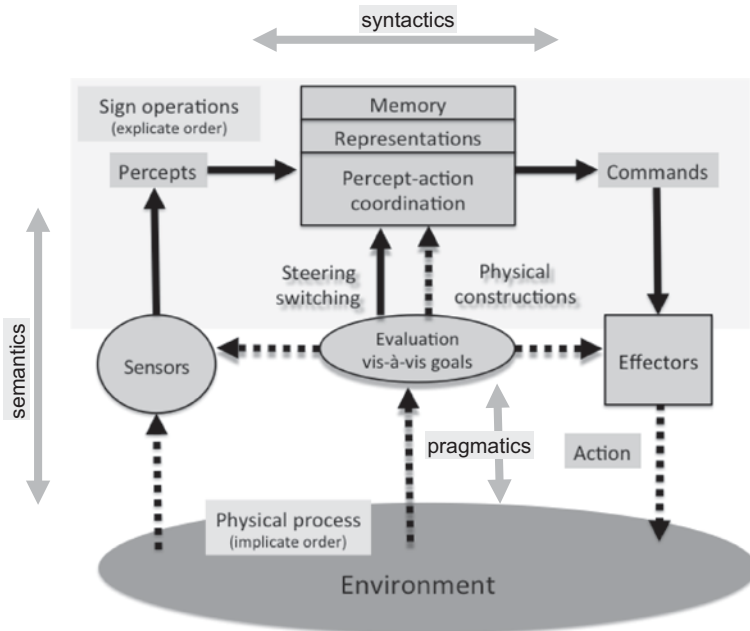 syntactics
Sign operations
(explicate order)
Memory
Representations
Percept-action
coordination
Percepts
Commands
Steering
switching
Physical
constructions
semantics
Sensors
Evaluation
vis-à-vis goals
Effectors
pragmatics
Action
Physical process
(implicate order)
Environment